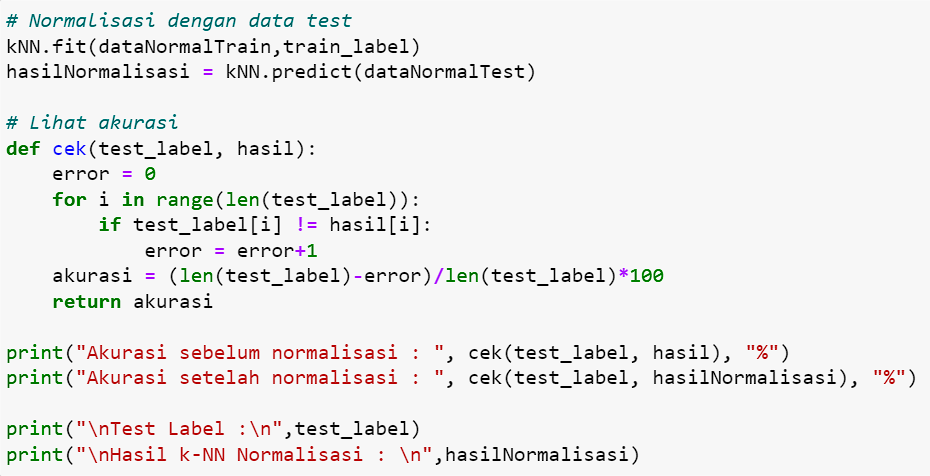 # Normalisasi dengan data test
kNN.fit(dataNormalTrain,train_label)
hasilNormalisasi = kNN.predict(dataNormalTest)

# Lihat akurasi
def cek(test_label, hasil):
    error = 0
    for i in range(len(test_label)):
        if test_label[i] != hasil[i]:
            error = error+1
    akurasi = (len(test_label)-error)/len(test_label)*100
    return akurasi

print("Akurasi sebelum normalisasi : ", cek(test_label, hasil), "%")
print("Akurasi setelah normalisasi : ", cek(test_label, hasilNormalisasi), "%")

print("\nTest Label :\n",test_label)
print("\nHasil k-NN Normalisasi : \n",hasilNormalisasi)